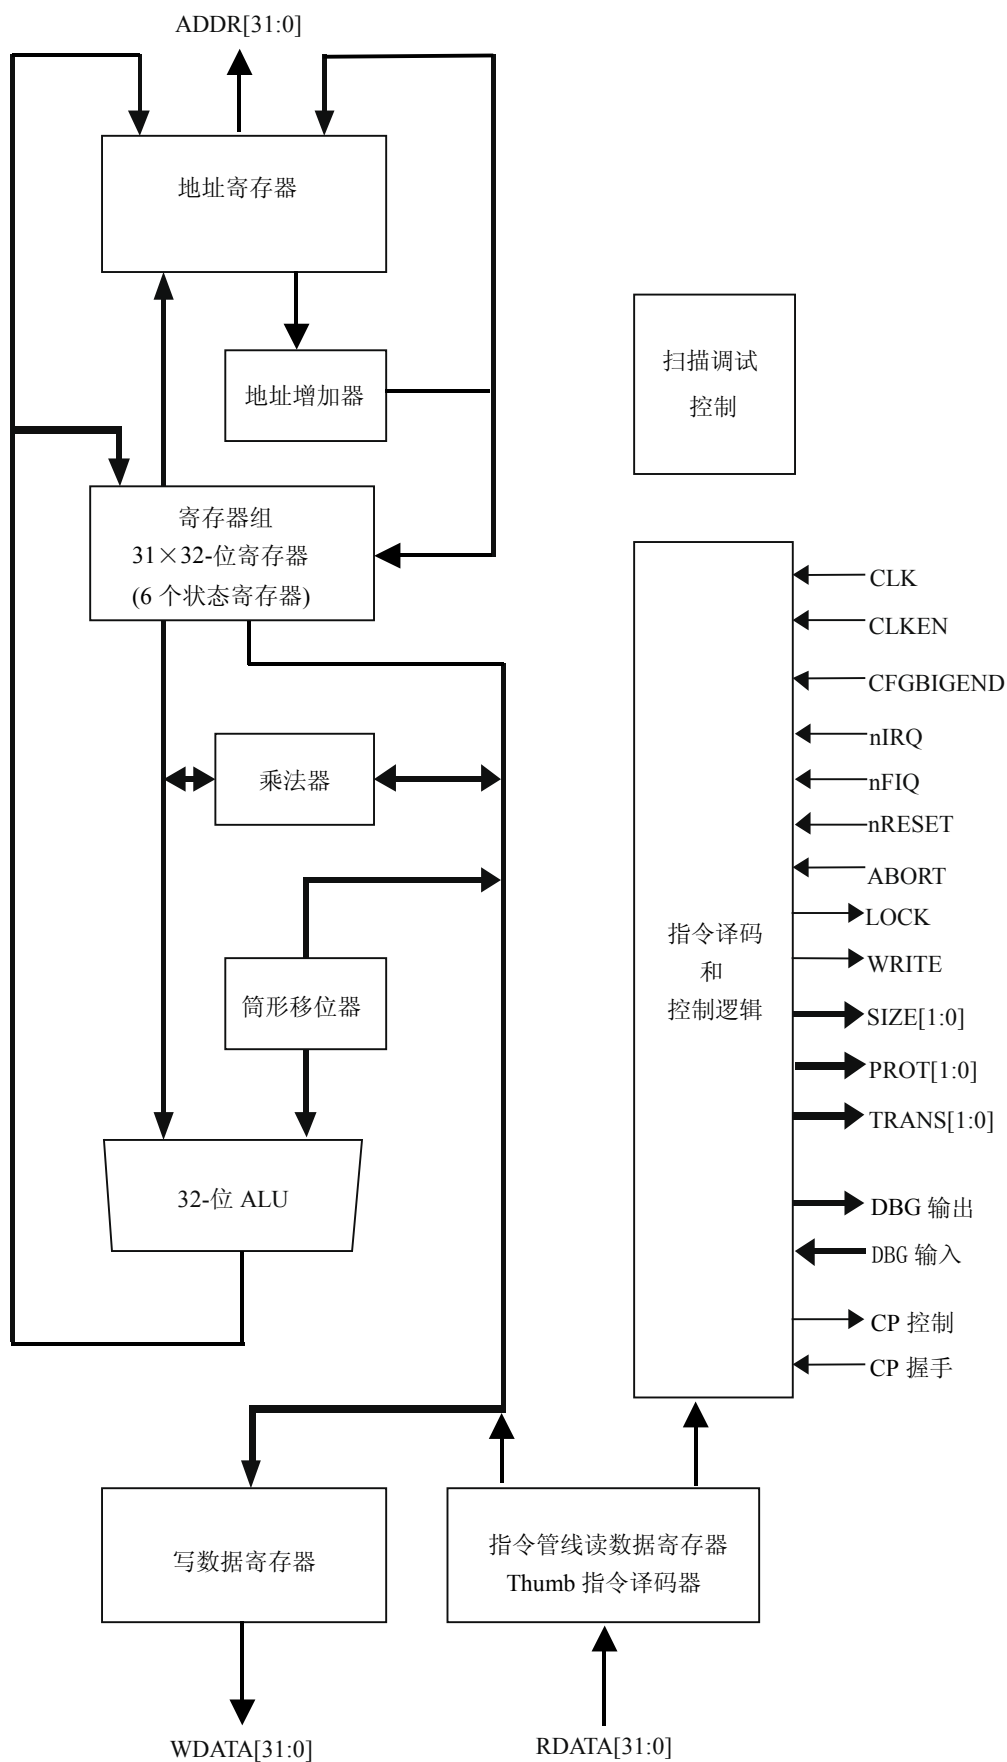 ADDR[31:0]
地址寄存器
地址增加器
寄存器组
31×32-位寄存器
(6 个状态寄存器)
乘法器
筒形移位器
32-位 ALU
写数据寄存器
WDATA[31:0]
扫描调试
控制
指令译码
和
控制逻辑
CLK
CLKEN
CFGBIGEND
nIRQ
nFIQ
nRESET
ABORT
LOCK
WRITE
SIZE[1:0]
PROT[1:0]
TRANS[1:0]
DBG 输出
DBG 输入
CP 控制
CP 握手
指令管线读数据寄存器
Thumb 指令译码器
RDATA[31:0]